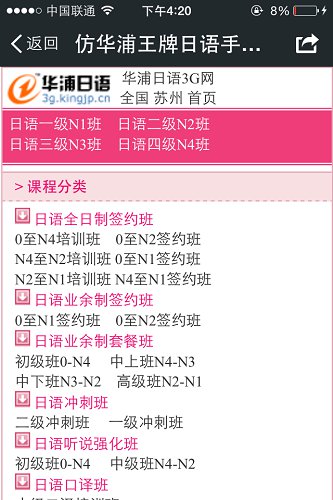 中国联通 下午4:20 8%
返回 仿华浦王牌日语手...
华浦日语 华浦日语3G网
3g.kingjp.cn 全国 苏州 首页
日语一级N1班 日语二级N2班
日语三级N3班 日语四级N4班
> 课程分类
日语全日制签约班
0至N4培训班 0至N2签约班
N4至N2培训班 0至N1签约班
N2至N1培训班 N4至N1签约班
日语业余制签约班
0至N1签约班 0至N2签约班
日语业余制套餐班
初级班0-N4 中上班N4-N3
中下班N3-N2 高级班N2-N1
日语冲刺班
二级冲刺班 一级冲刺班
日语听说强化班
初级班0-N4 中级班N4-N2
日语口译班